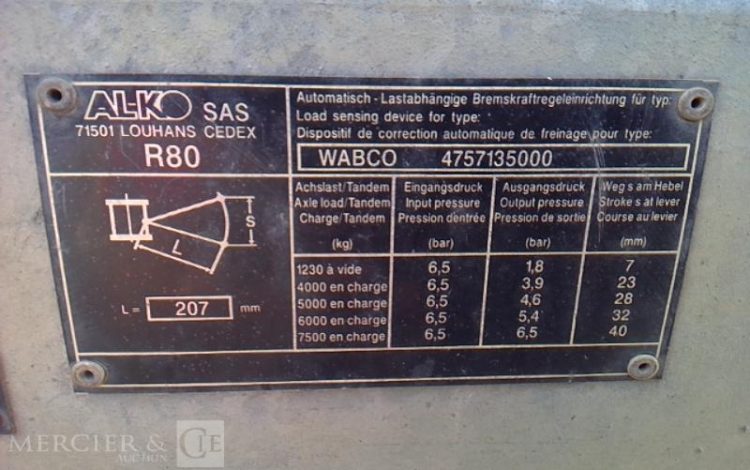 AL-KO SAS
71501 LOUHANS CEDEX
R80
S
L
L = 207 mm
Automatisch - Lastabhängige Bremskraftregeleinrichtung für typ:
Load sensing device for type:
Dispositif de correction automatique de freinage pour type:
WABCO 4757135000
Achslast/Tandem Eingangsdruck Ausgangsdruck Weg s am Hebel
Axle load/Tandem Input pressure Output pressure Stroke s at lever
Charge/Tandem Pression d'entrée Pression de sortie Course au levier
(kg) (bar) (bar) (mm)
1230 à vide 6,5 1,8 7
4000 en charge 6,5 3,9 23
5000 en charge 6,5 4,6 28
6000 en charge 6,5 5,4 32
7500 en charge 6,5 6,5 40
MERCIER & CIE
AUCTION